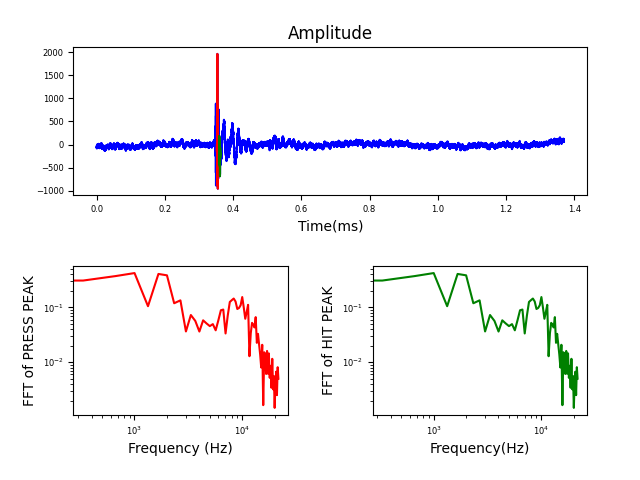 Amplitude
2000
1500
1000
500
0
−500
−1000
0.0 0.2 0.4 0.6 0.8 1.0 1.2 1.4
Time(ms)
FFT of PRESS PEAK
10⁻¹
10⁻²
10³ 10⁴
Frequency (Hz)
FFT of HIT PEAK
10⁻¹
10⁻²
10³ 10⁴
Frequency(Hz)